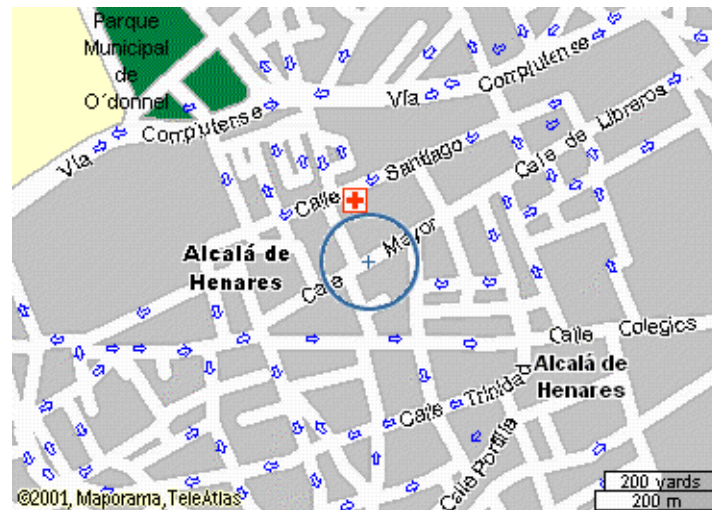 Parque
Municipal
de
O´donnel
Vía Complutense
Vía Complutense
Calle Santiago
Calle de Libreros
Calle Mayor
Alcalá de
Henares
Calle Colegios
Alcalá de
Henares
Calle Trinidad
Calle Portilla
200 yards
200 m
©2001, Maporama, TeleAtlas